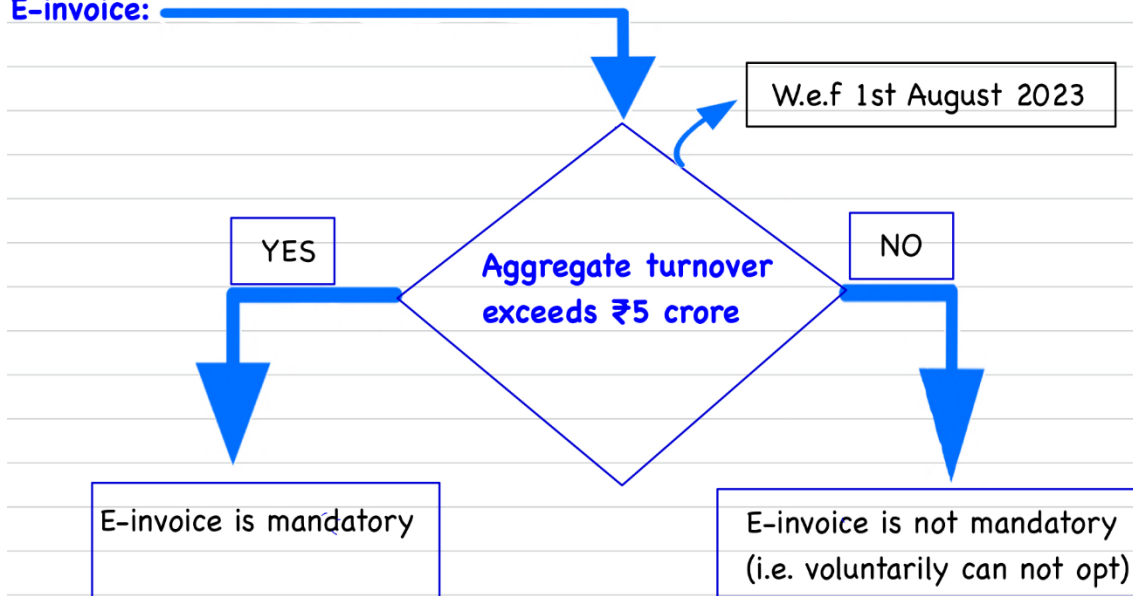 E-invoice:
W.e.f 1st August 2023
YES
NO
Aggregate turnover
exceeds ₹5 crore
E-invoice is mandatory
E-invoice is not mandatory
(i.e. voluntarily can not opt)